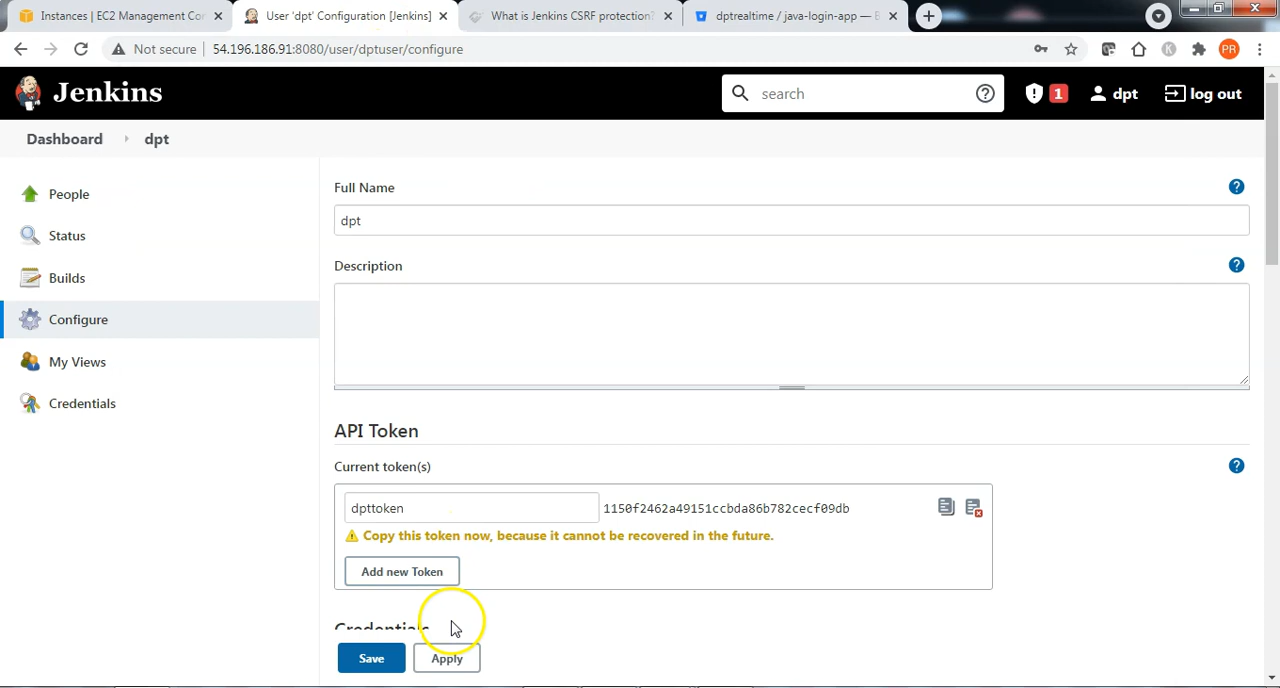 Instances | EC2 Management Co
User 'dpt' Configuration [Jenkins]
What is Jenkins CSRF protection?
dptrealtime / java-login-app — B
Not secure
54.196.186.91:8080/user/dptuser/configure
K
PR
Jenkins
search
1
dpt
log out
Dashboard
dpt
People
Status
Builds
Configure
My Views
Credentials
Full Name
dpt
Description
API Token
Current token(s)
dpttoken
1150f2462a49151ccbda86b782cecf09db
Copy this token now, because it cannot be recovered in the future.
Add new Token
Credentials
Save
Apply